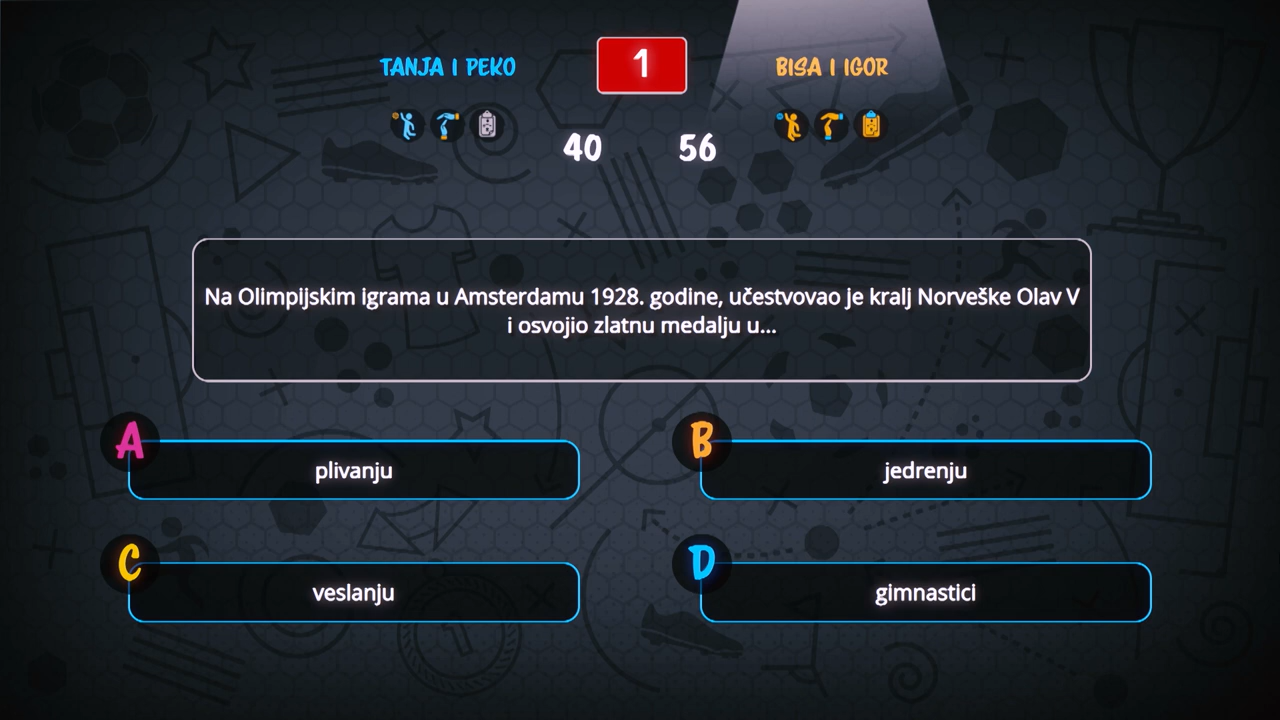 TANJA I PEKO
1
BISA I IGOR
40
56
Na Olimpijskim igrama u Amsterdamu 1928. godine, učestvovao je kralj Norveške Olav V
i osvojio zlatnu medalju u...
A
plivanju
B
jedrenju
C
veslanju
D
gimnastici